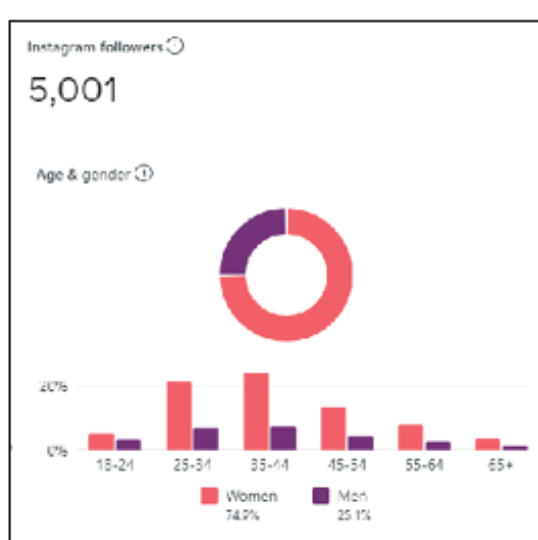 Instagram followers
5,001
Age & gender
20%
0%
18-24 25-34 35-44 45-54 55-64 65+
Women Men
74.9% 25.1%